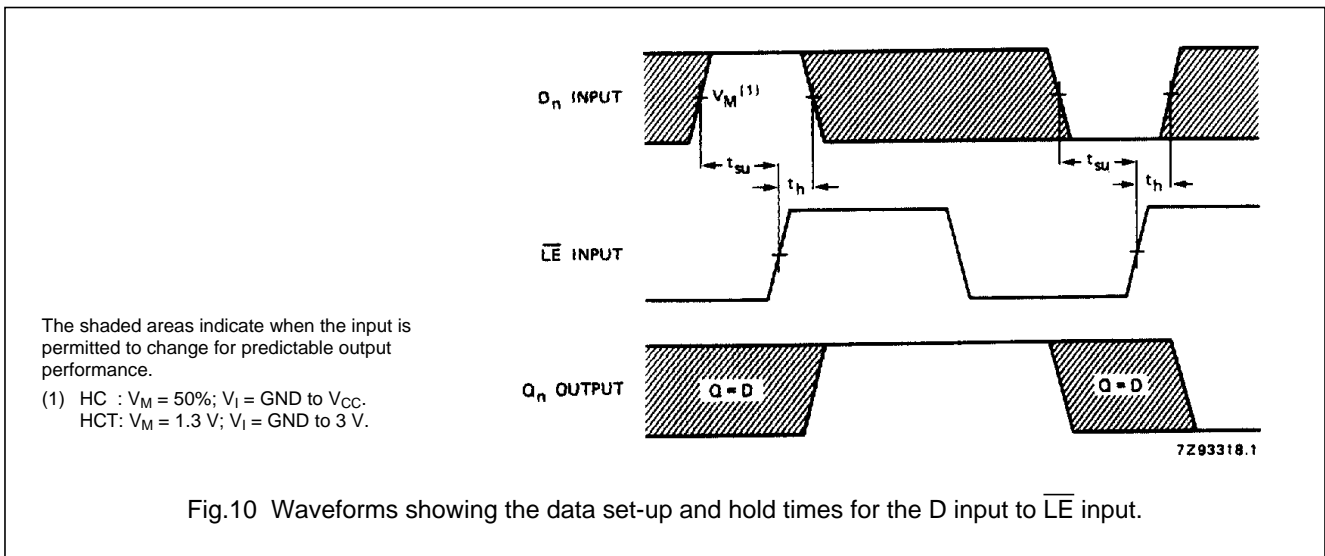 Dn INPUT
VM(1)
tsu
th
tsu
th
LE INPUT
Qn OUTPUT
Q = D
Q = D
7Z93318.1
The shaded areas indicate when the input is
permitted to change for predictable output
performance.
(1) HC : VM = 50%; VI = GND to VCC.
HCT: VM = 1.3 V; VI = GND to 3 V.
Fig.10 Waveforms showing the data set-up and hold times for the D input to LE input.